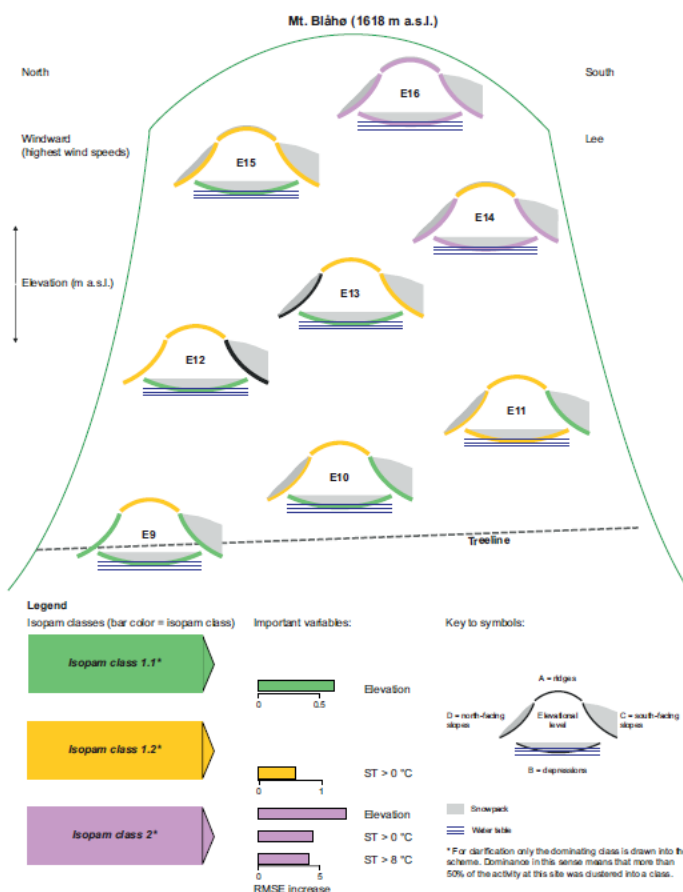 Mt. Blåhø (1618 m a.s.l.)
North
South
E16
Windward
(highest wind speeds)
Lee
E15
E14
Elevation (m a.s.l.)
E13
E12
E11
E10
E9
Treeline
Legend
Isopam classes (bar color = isopam class)
Important variables:
Key to symbols:
Isopam class 1.1*
Elevation
0
0.5
A = ridges
D = north-facing
slopes
Elevational
level
C = south-facing
slopes
B = depressions
Isopam class 1.2*
ST > 0 °C
0
1
Isopam class 2*
Elevation
ST > 0 °C
ST > 8 °C
0
5
RMSE increase
Snowpack
Water table
* For clarification only the dominating class is drawn into th
scheme. Dominance in this sense means that more than
50% of the activity at this site was clustered into a class.